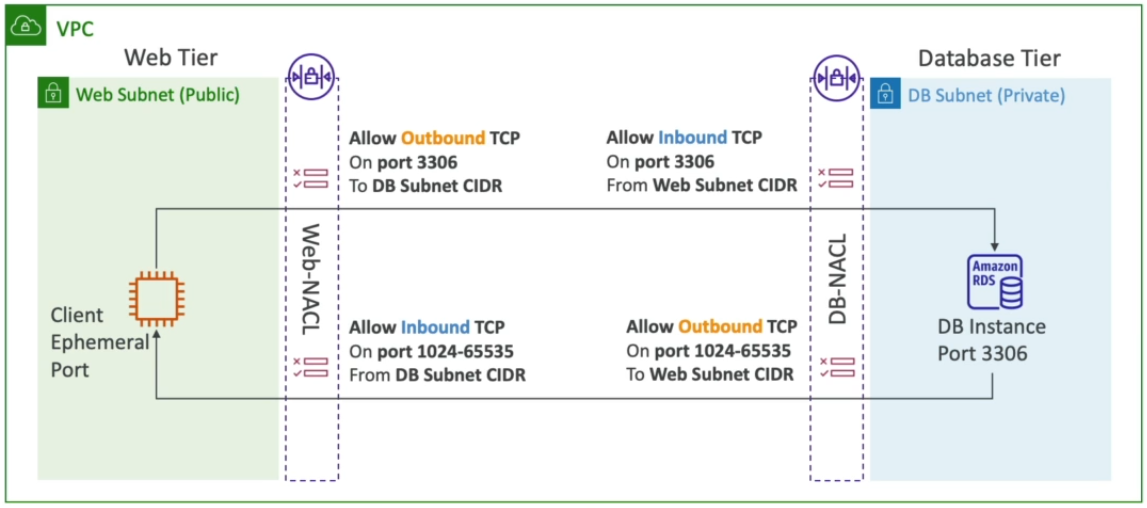 VPC
Web Tier
Database Tier
Web Subnet (Public)
DB Subnet (Private)
Allow Outbound TCP
On port 3306
To DB Subnet CIDR
Allow Inbound TCP
On port 3306
From Web Subnet CIDR
Web-NACL
DB-NACL
Client
Ephemeral
Port
Amazon
RDS
DB Instance
Port 3306
Allow Inbound TCP
On port 1024-65535
From DB Subnet CIDR
Allow Outbound TCP
On port 1024-65535
To Web Subnet CIDR